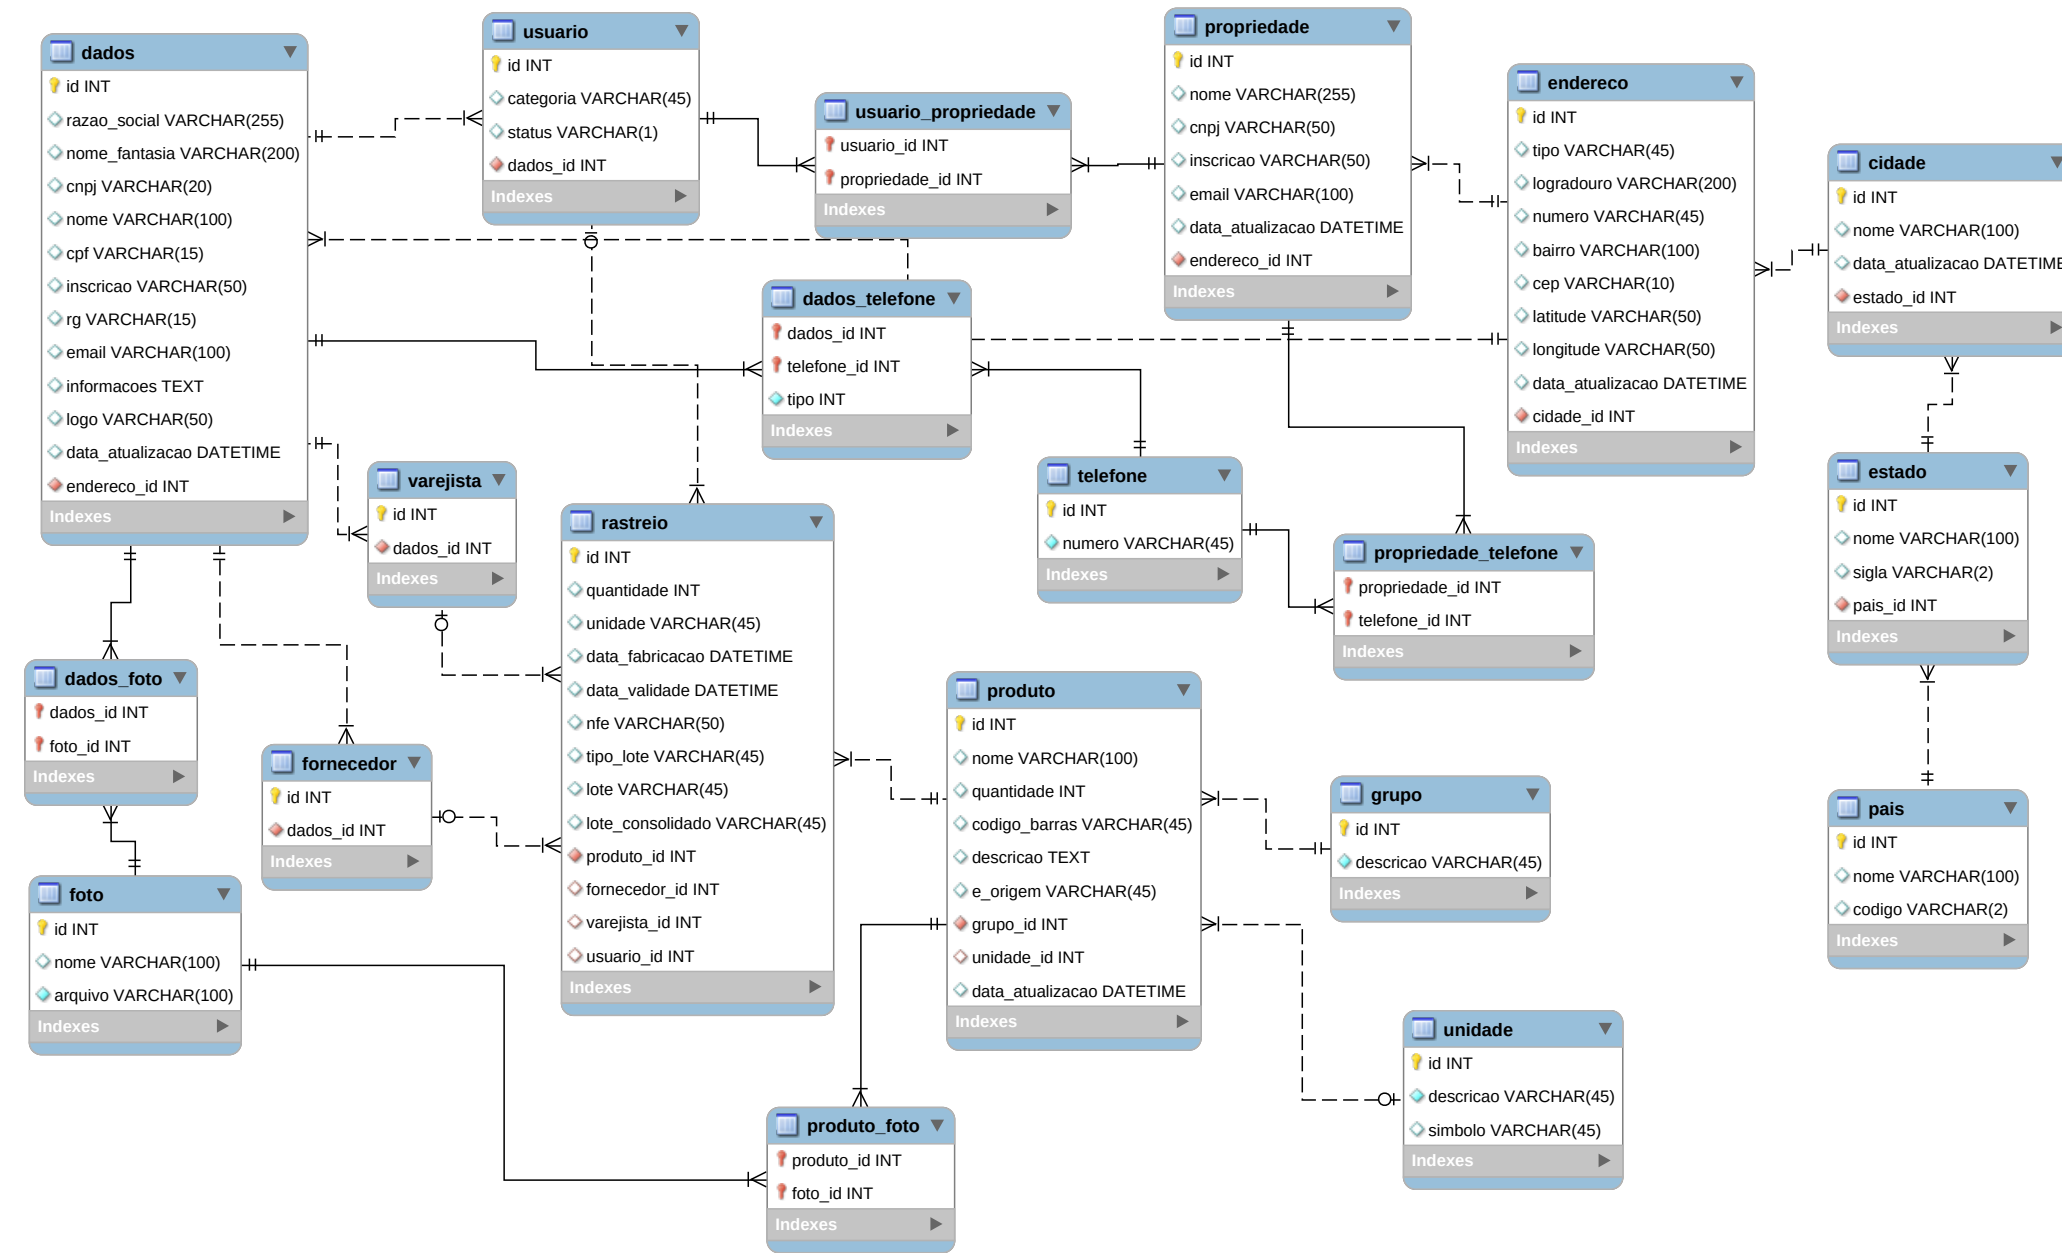 dados
id INT
razao_social VARCHAR(255)
nome_fantasia VARCHAR(200)
cnpj VARCHAR(20)
nome VARCHAR(100)
cpf VARCHAR(15)
inscricao VARCHAR(50)
rg VARCHAR(15)
email VARCHAR(100)
informacoes TEXT
logo VARCHAR(50)
data_atualizacao DATETIME
endereco_id INT
Indexes
usuario
id INT
categoria VARCHAR(45)
status VARCHAR(1)
dados_id INT
Indexes
usuario_propriedade
usuario_id INT
propriedade_id INT
Indexes
propriedade
id INT
nome VARCHAR(255)
cnpj VARCHAR(50)
inscricao VARCHAR(50)
email VARCHAR(100)
data_atualizacao DATETIME
endereco_id INT
Indexes
endereco
id INT
tipo VARCHAR(45)
logradouro VARCHAR(200)
numero VARCHAR(45)
bairro VARCHAR(100)
cep VARCHAR(10)
latitude VARCHAR(50)
longitude VARCHAR(50)
data_atualizacao DATETIME
cidade_id INT
Indexes
cidade
id INT
nome VARCHAR(100)
data_atualizacao DATETIME
estado_id INT
Indexes
dados_telefone
dados_id INT
telefone_id INT
tipo INT
Indexes
varejista
id INT
dados_id INT
Indexes
rastreio
id INT
quantidade INT
unidade VARCHAR(45)
data_fabricacao DATETIME
data_validade DATETIME
nfe VARCHAR(50)
tipo_lote VARCHAR(45)
lote VARCHAR(45)
lote_consolidado VARCHAR(45)
produto_id INT
fornecedor_id INT
varejista_id INT
usuario_id INT
Indexes
telefone
id INT
numero VARCHAR(45)
Indexes
propriedade_telefone
propriedade_id INT
telefone_id INT
Indexes
estado
id INT
nome VARCHAR(100)
sigla VARCHAR(2)
pais_id INT
Indexes
dados_foto
dados_id INT
foto_id INT
Indexes
fornecedor
id INT
dados_id INT
Indexes
produto
id INT
nome VARCHAR(100)
quantidade INT
codigo_barras VARCHAR(45)
descricao TEXT
e_origem VARCHAR(45)
grupo_id INT
unidade_id INT
data_atualizacao DATETIME
Indexes
grupo
id INT
descricao VARCHAR(45)
Indexes
pais
id INT
nome VARCHAR(100)
codigo VARCHAR(2)
Indexes
foto
id INT
nome VARCHAR(100)
arquivo VARCHAR(100)
Indexes
unidade
id INT
descricao VARCHAR(45)
simbolo VARCHAR(45)
Indexes
produto_foto
produto_id INT
foto_id INT
Indexes